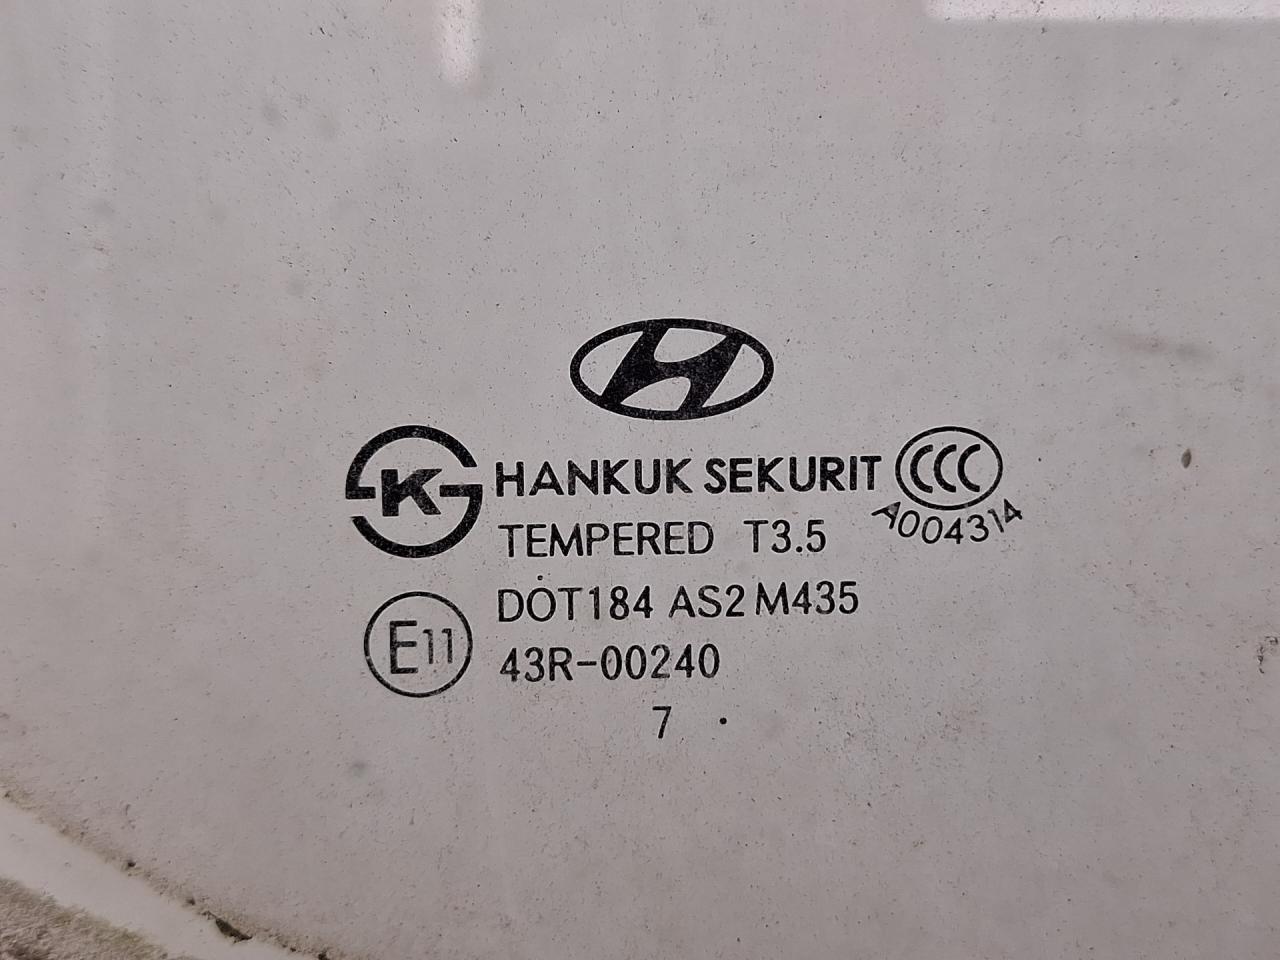 K
HANKUK SEKURIT CCC
TEMPERED T3.5 A004314
DOT184 AS2 M435
E11 43R-00240
7 .